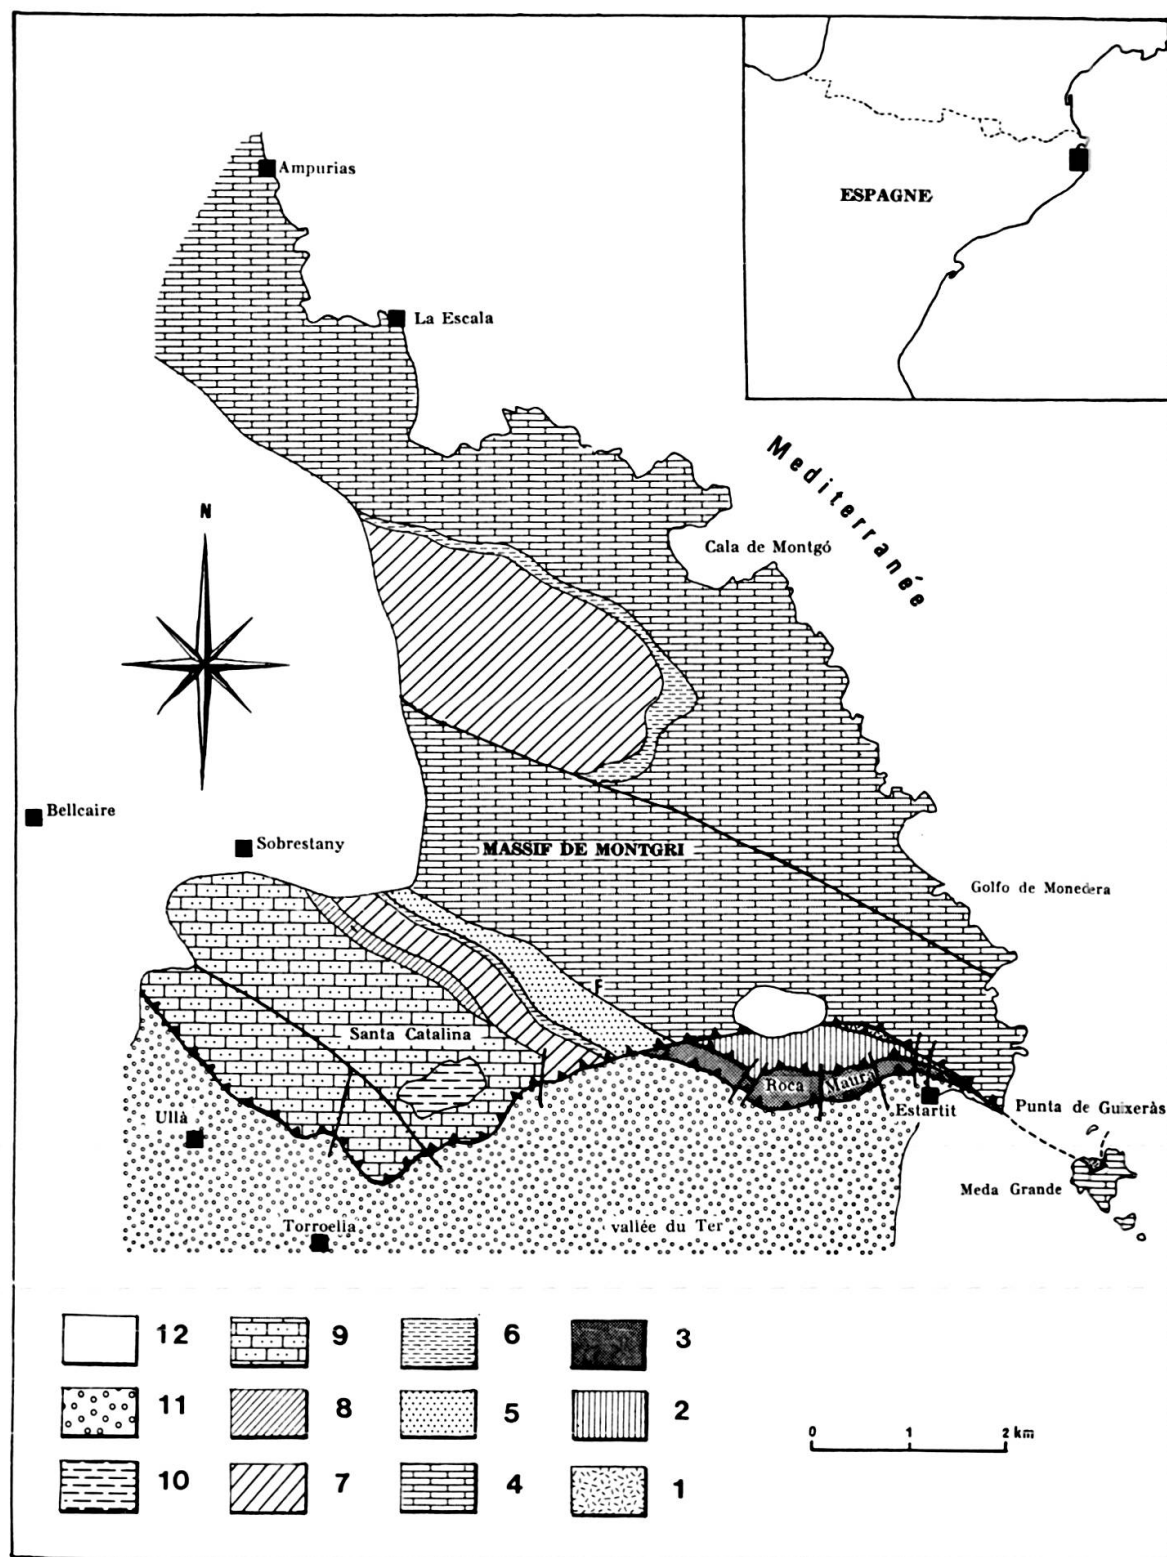 ESPAGNE
Ampurias
La Escala
Mediterranée
Cala de Montgó
N
Bellcaire
Sobrestany
MASSIF DE MONTGRI
Golfo de Monedera
F
Santa Catalina
Roca Maura
Ullà
Estartit
Punta de Guixeràs
Meda Grande
Torroella
vallée du Ter
12 9 6 3
11 8 5 2
10 7 4 1
0 1 2 km